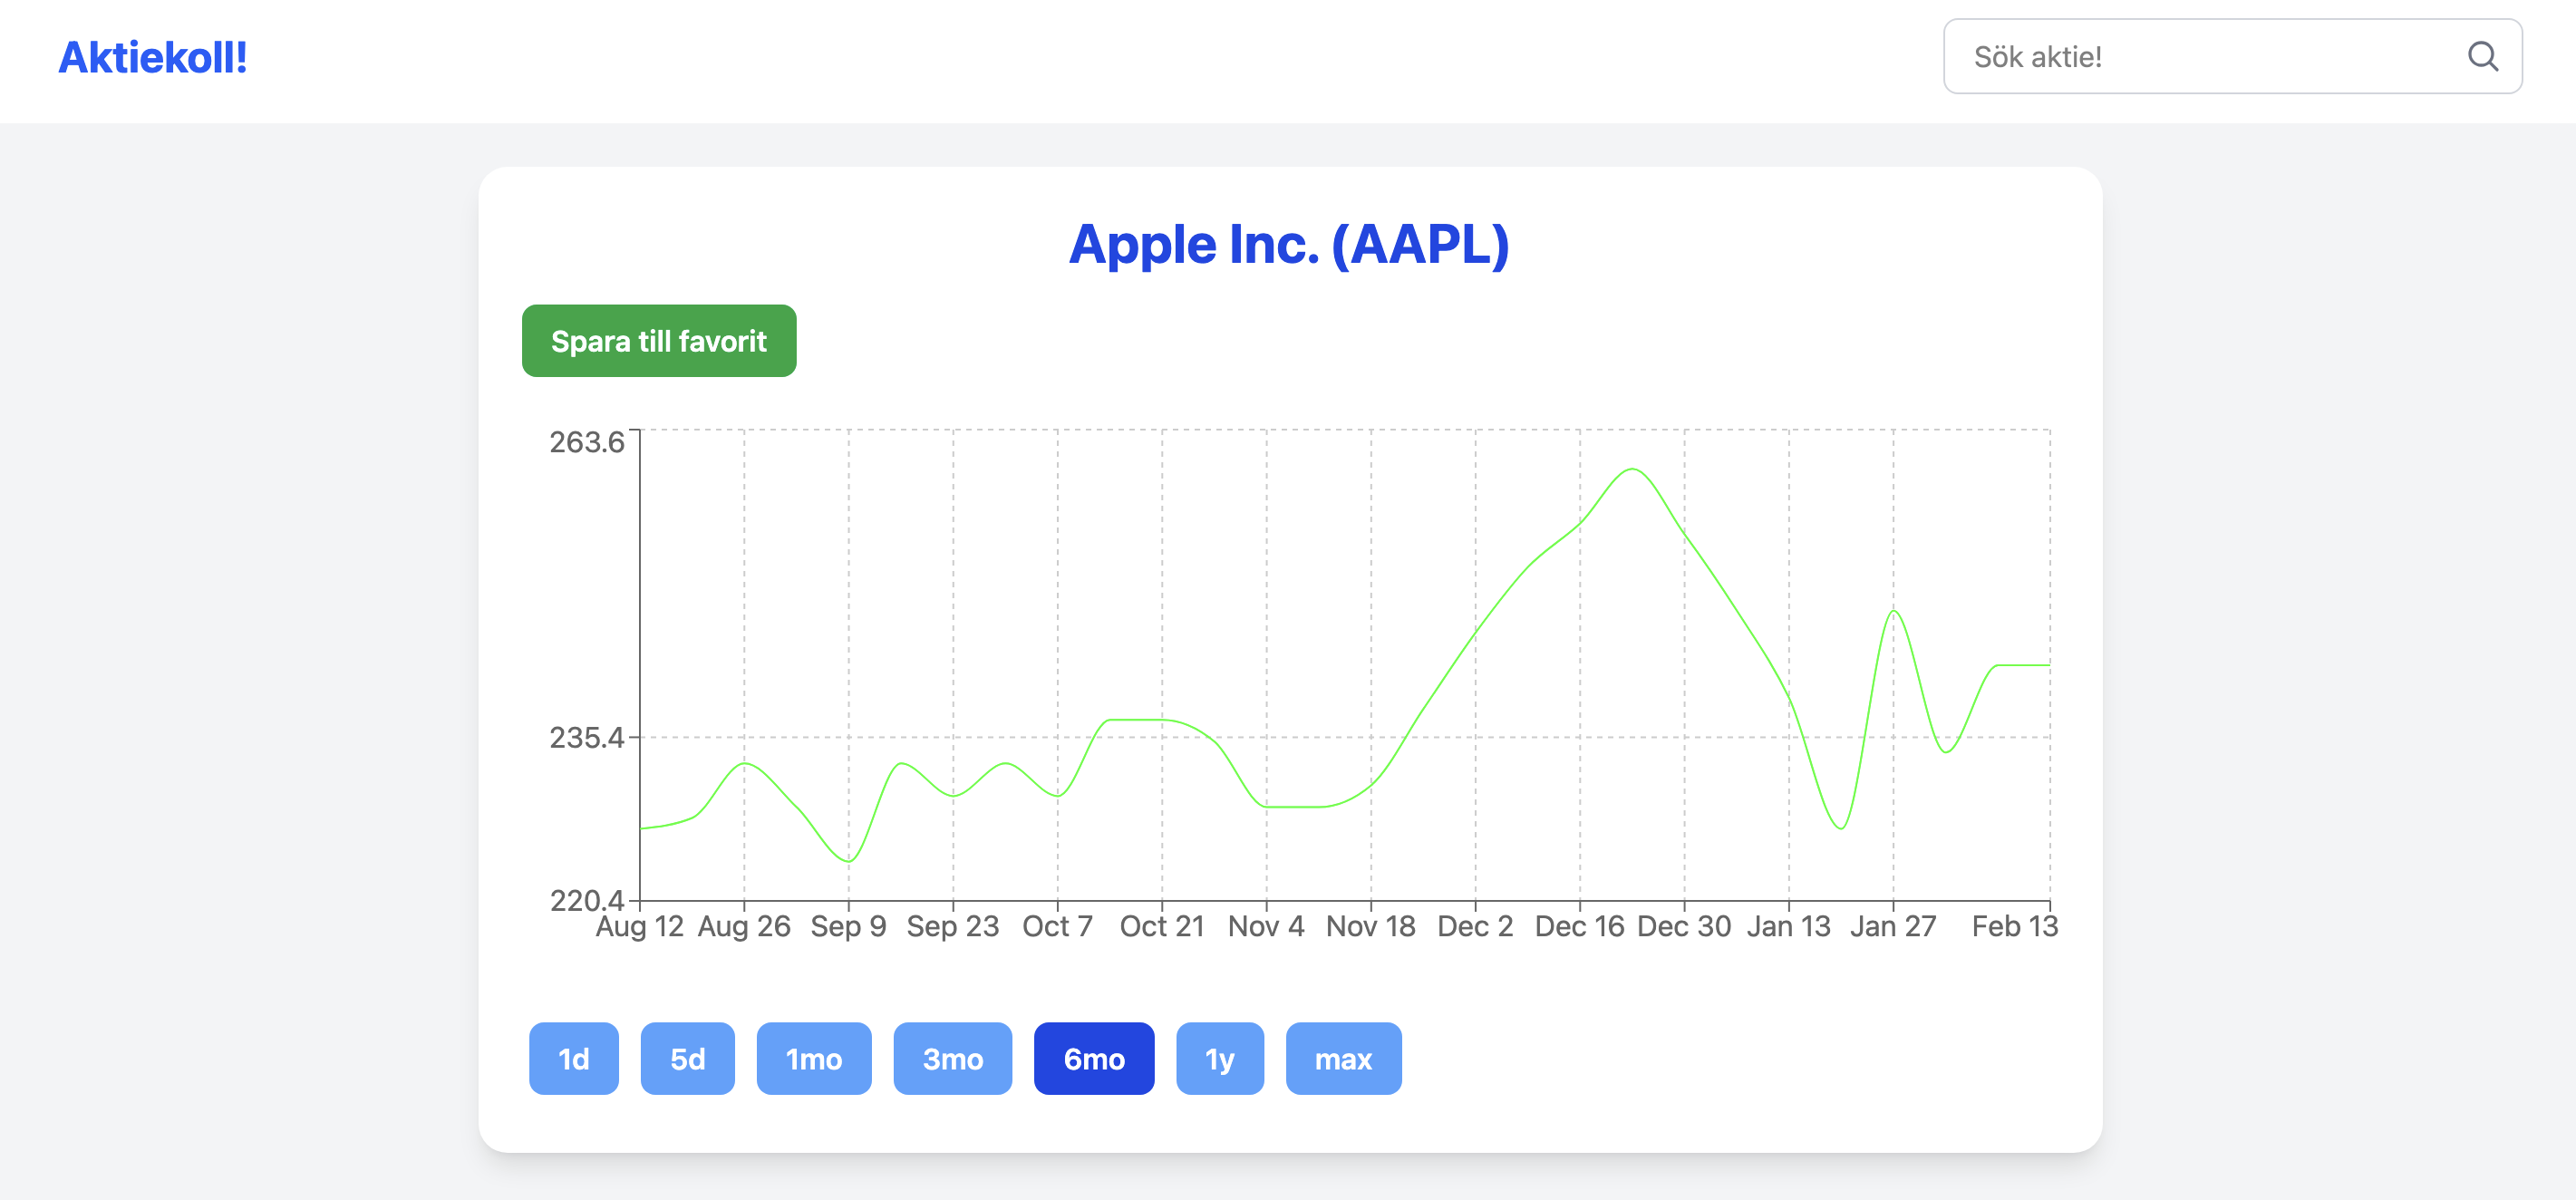 Aktiekoll!
Sök aktie!
Apple Inc. (AAPL)
Spara till favorit
263.6
235.4
220.4
Aug 12 Aug 26 Sep 9 Sep 23 Oct 7 Oct 21 Nov 4 Nov 18 Dec 2 Dec 16 Dec 30 Jan 13 Jan 27 Feb 13
1d 5d 1mo 3mo 6mo 1y max